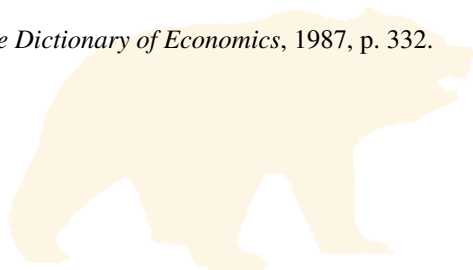 e Dictionary of Economics, 1987, p. 332.